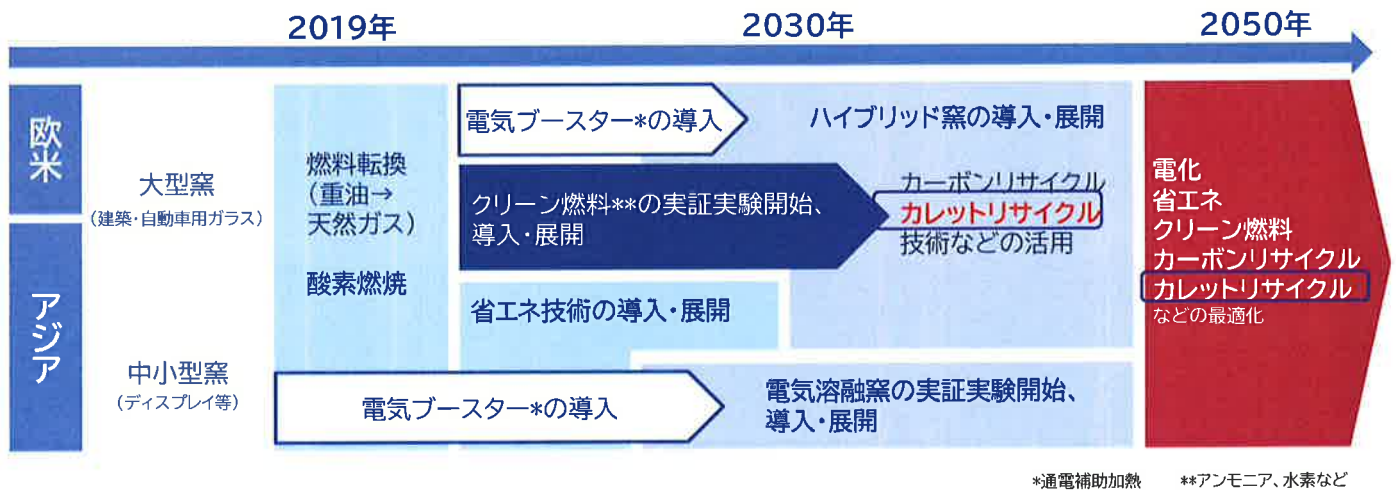 2019年
2030年
2050年
欧米
アジア
大型窯
(建築・自動車用ガラス)
中小型窯
(ディスプレイ等)
燃料転換
(重油→
天然ガス)
酸素燃焼
電気ブースター*の導入
ハイブリッド窯の導入・展開
クリーン燃料**の実証実験開始、
導入・展開
カーボンリサイクル
カレットリサイクル
技術などの活用
省エネ技術の導入・展開
電気ブースター*の導入
電気溶融窯の実証実験開始、
導入・展開
電化
省エネ
クリーン燃料
カーボンリサイクル
カレットリサイクル
などの最適化
*通電補助加熱
**アンモニア、水素など